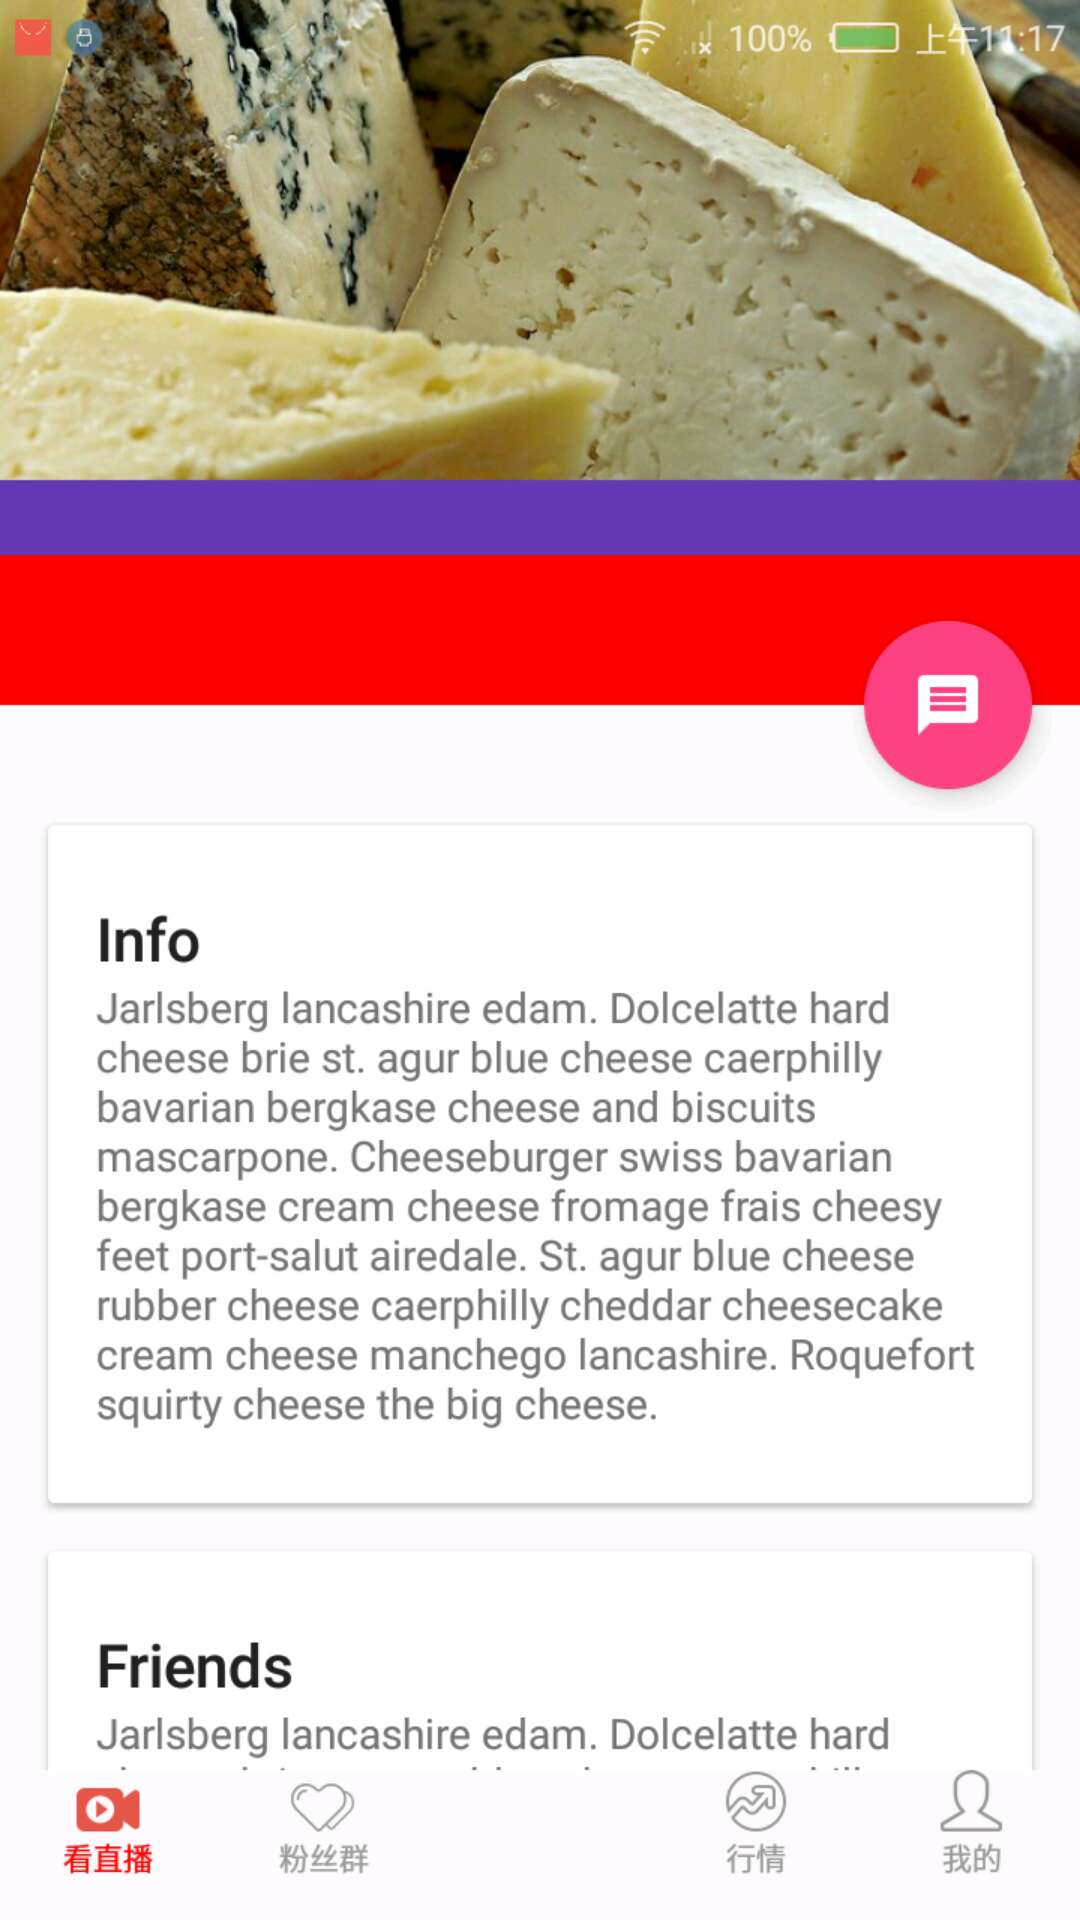 100% 上午11:17
Info
Jarlsberg lancashire edam. Dolcelatte hard
cheese brie st. agur blue cheese caerphilly
bavarian bergkase cheese and biscuits
mascarpone. Cheeseburger swiss bavarian
bergkase cream cheese fromage frais cheesy
feet port-salut airedale. St. agur blue cheese
rubber cheese caerphilly cheddar cheesecake
cream cheese manchego lancashire. Roquefort
squirty cheese the big cheese.
Friends
Jarlsberg lancashire edam. Dolcelatte hard
看直播 粉丝群 行情 我的